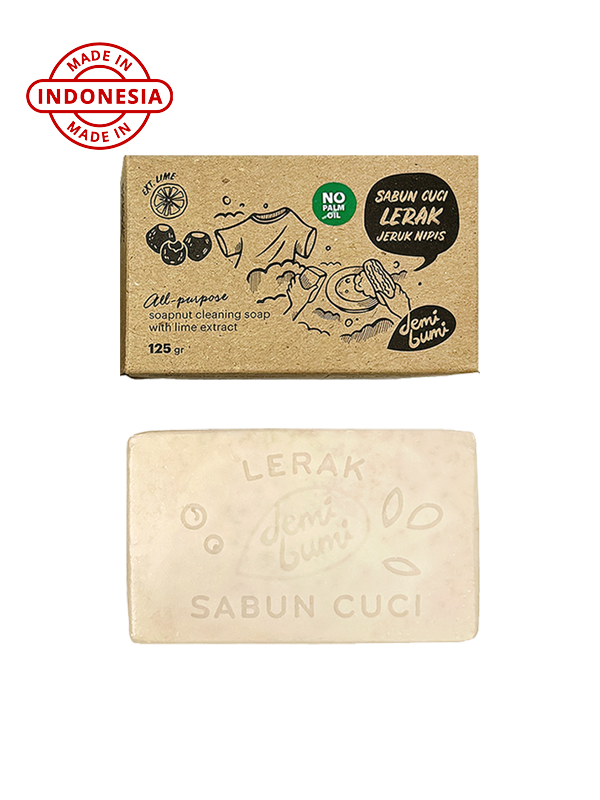 MADE IN
INDONESIA
MADE IN
EXT. LIME
NO
PALM
OIL
SABUN CUCI
LERAK
JERUK NIPIS
All-purpose
soapnut cleaning soap
with lime extract
125 gr
demi
bumi
LERAK
demi
bumi
SABUN CUCI